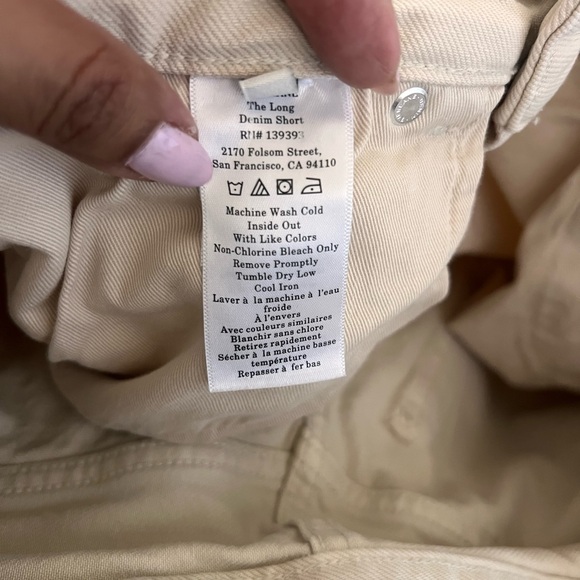 The Long
Denim Short
RN# 139393
2170 Folsom Street,
San Francisco, CA 94110
Machine Wash Cold
Inside Out
With Like Colors
Non-Chlorine Bleach Only
Remove Promptly
Tumble Dry Low
Cool Iron
Laver à la machine à l'eau
froide
À l'envers
Avec couleurs similaires
Blanchir sans chlore
Retirez rapidement
Sécher à la machine basse
température
Repasser à fer bas